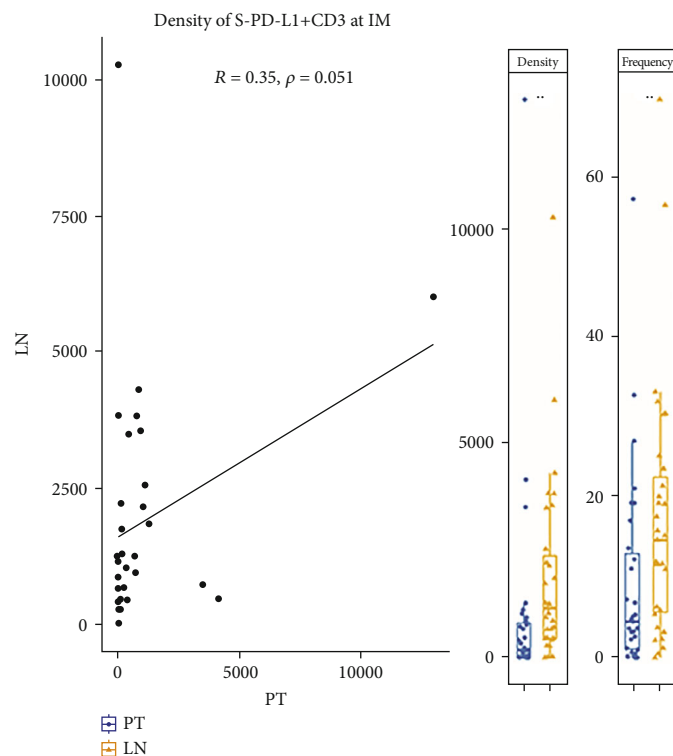 Density of S-PD-L1+CD3 at IM
R = 0.35, ρ = 0.051
10000
7500
5000
2500
0
LN
0
5000
10000
PT
Density
..
10000
5000
0
Frequency
..
60
40
20
0
PT
LN